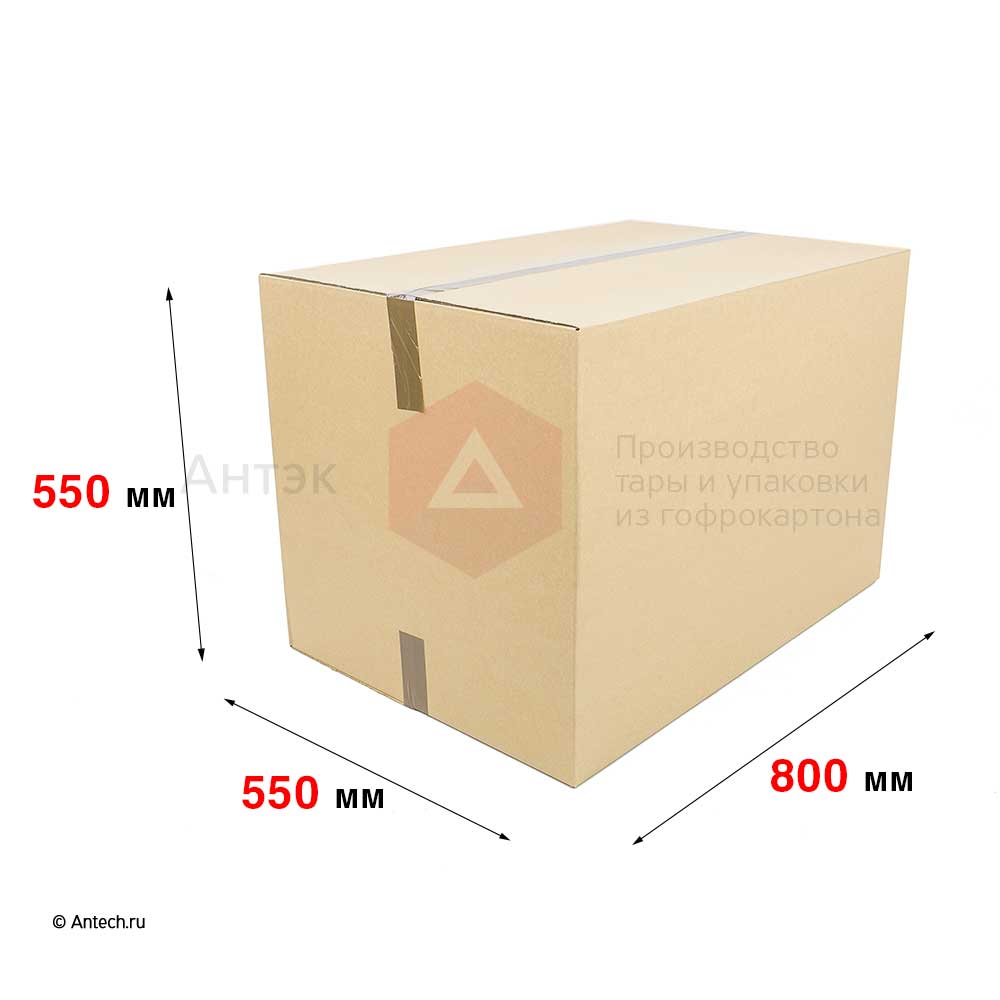 Антэк
Производство
тары и упаковки
из гофрокартона
550 мм
550 мм
800 мм
© Antech.ru